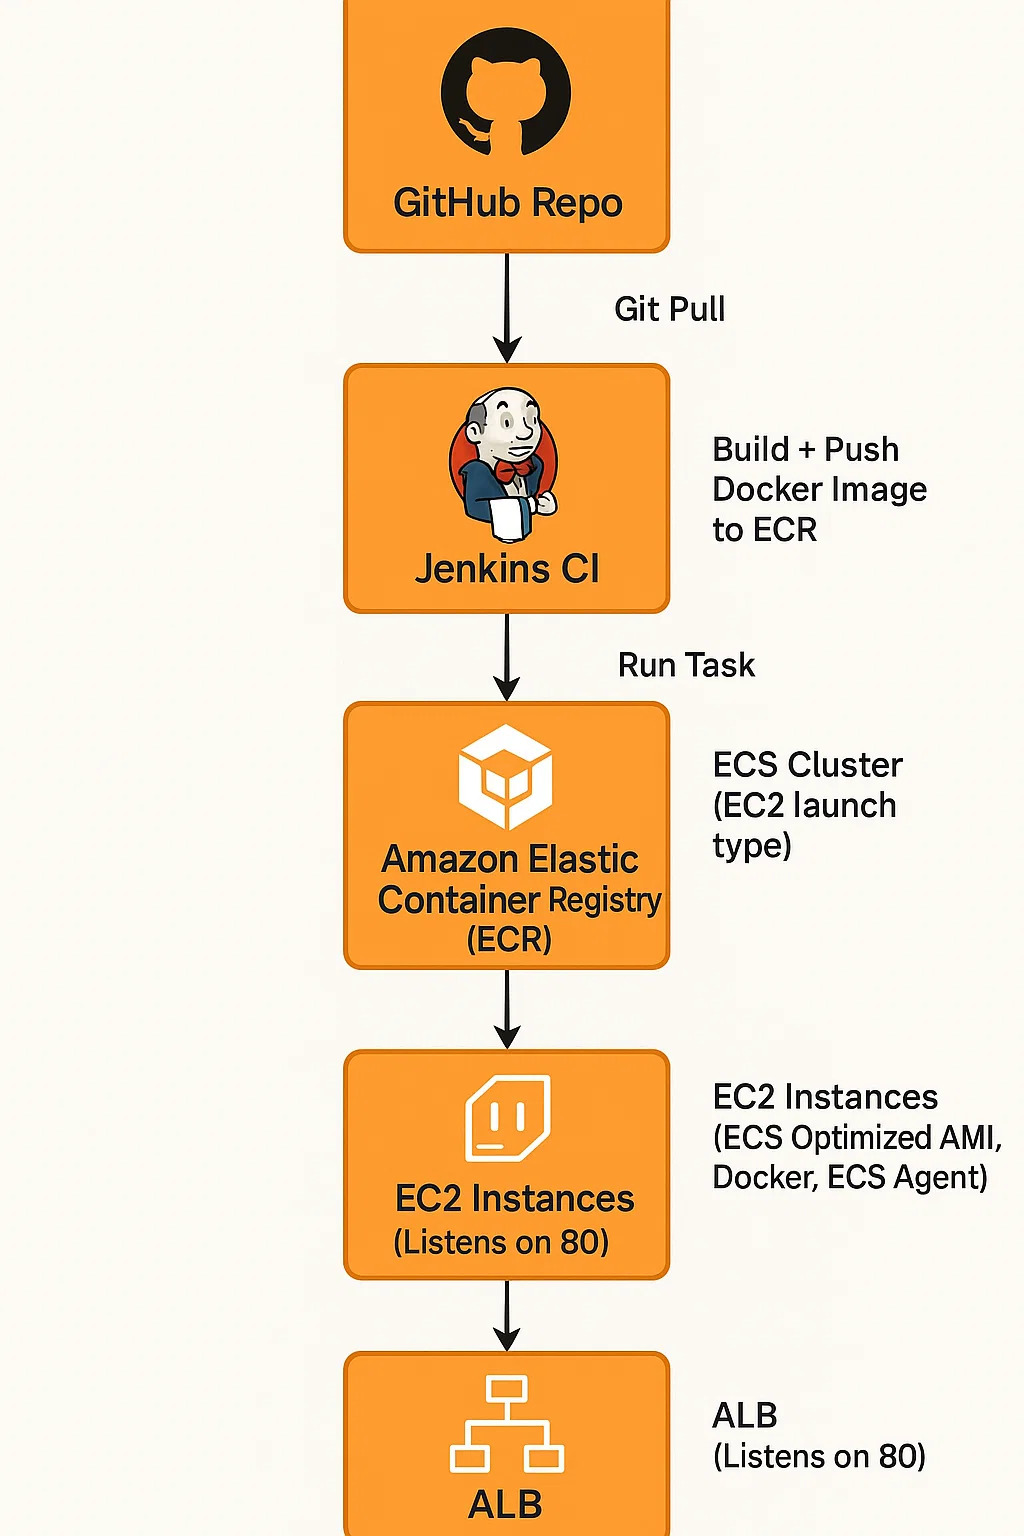 GitHub Repo
Git Pull
Jenkins CI
Build + Push
Docker Image
to ECR
Run Task
Amazon Elastic
Container Registry
(ECR)
ECS Cluster
(EC2 launch
type)
EC2 Instances
(Listens on 80)
EC2 Instances
(ECS Optimized AMI,
Docker, ECS Agent)
ALB
ALB
(Listens on 80)